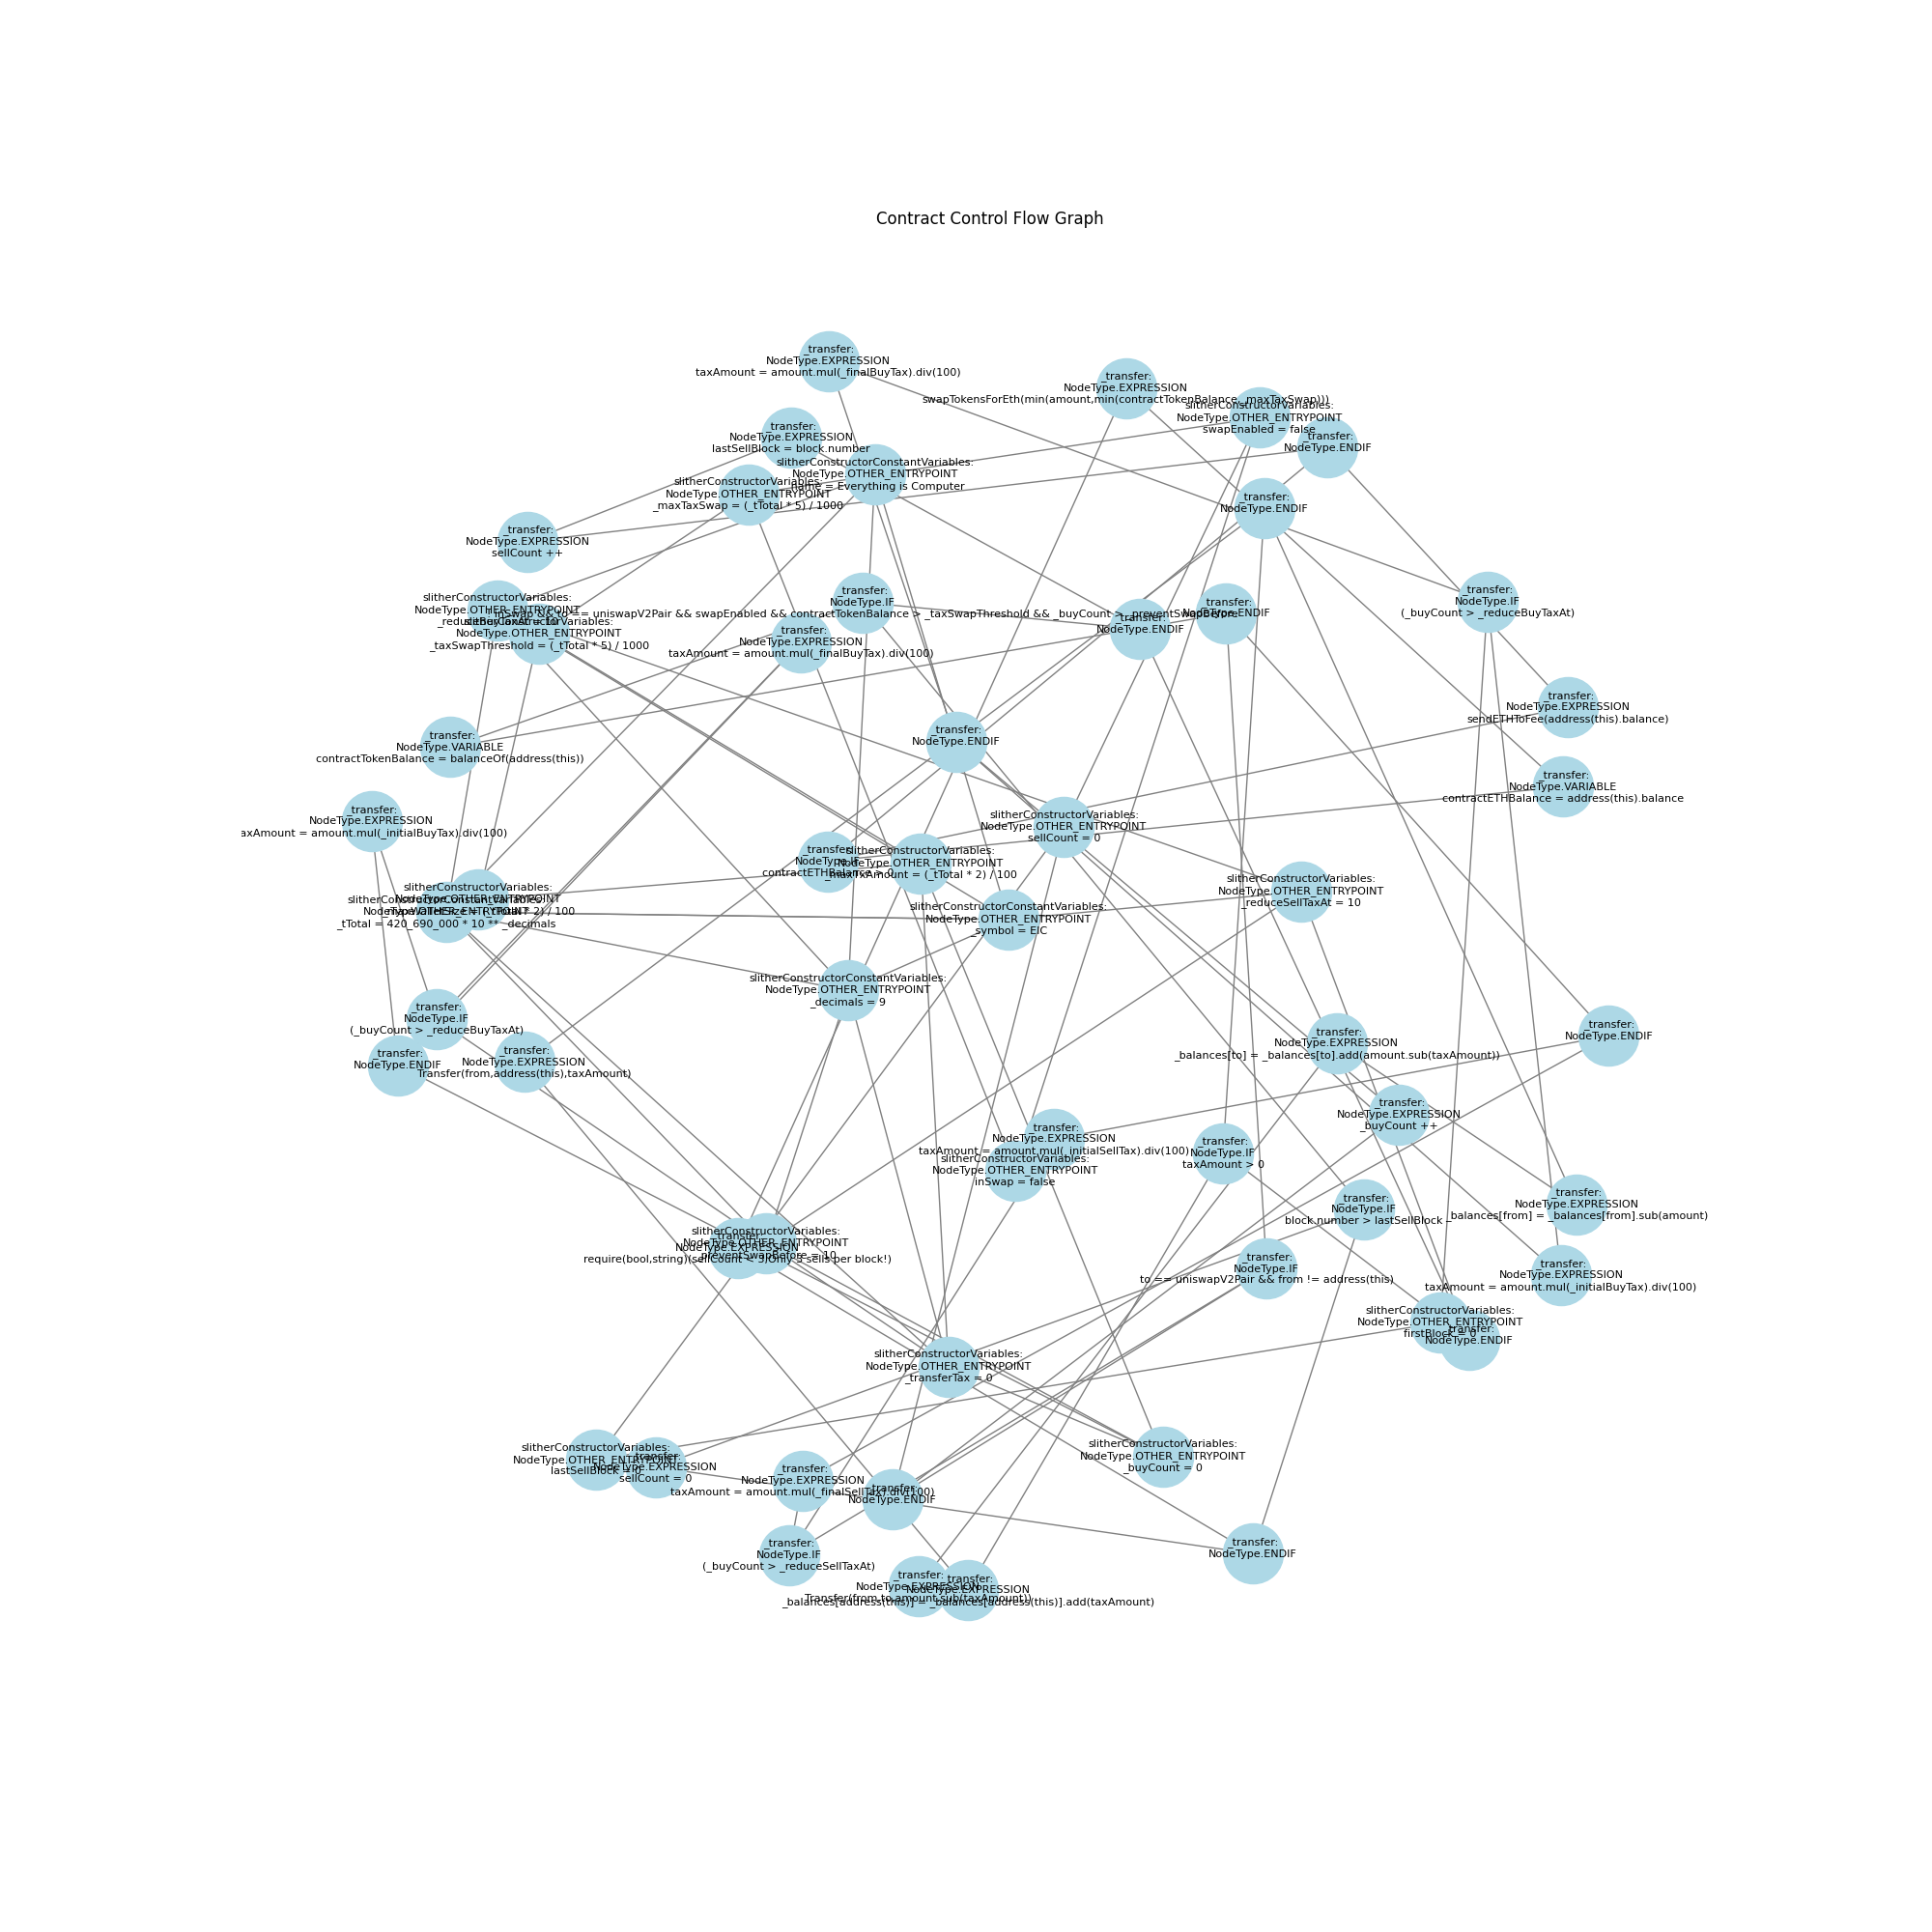 Contract Control Flow Graph
_transfer:
NodeType.EXPRESSION
taxAmount = amount.mul(_finalBuyTax).div(100)
_transfer:
NodeType.EXPRESSION
swapTokensForEth(min(amount,min(contractTokenBalance,_maxTaxSwap)))
slitherConstructorVariables:
NodeType.OTHER_ENTRYPOINT
swapEnabled = false
_transfer:
NodeType.EXPRESSION
lastSellBlock = block.number
_transfer:
NodeType.ENDIF
slitherConstructorConstantVariables:
NodeType.OTHER_ENTRYPOINT
_name = Everything is Computer
slitherConstructorVariables:
NodeType.OTHER_ENTRYPOINT
_maxTaxSwap = (_tTotal * 5) / 1000
_transfer:
NodeType.ENDIF
_transfer:
NodeType.EXPRESSION
sellCount ++
slitherConstructorVariables:
NodeType.OTHER_ENTRYPOINT
_reduceBuyTaxAt = 10
slitherConstructorVariables:
NodeType.OTHER_ENTRYPOINT
_taxSwapThreshold = (_tTotal * 5) / 1000
_transfer:
NodeType.IF
inSwap && to == uniswapV2Pair && swapEnabled && contractTokenBalance > _taxSwapThreshold && _buyCount > _preventSwapBefore
_transfer:
NodeType.ENDIF
_transfer:
NodeType.ENDIF
_transfer:
NodeType.IF
(_buyCount > _reduceBuyTaxAt)
_transfer:
NodeType.EXPRESSION
taxAmount = amount.mul(_finalBuyTax).div(100)
_transfer:
NodeType.EXPRESSION
sendETHToFee(address(this).balance)
_transfer:
NodeType.VARIABLE
contractTokenBalance = balanceOf(address(this))
_transfer:
NodeType.ENDIF
_transfer:
NodeType.VARIABLE
contractETHBalance = address(this).balance
_transfer:
NodeType.EXPRESSION
axAmount = amount.mul(_initialBuyTax).div(100)
slitherConstructorVariables:
NodeType.OTHER_ENTRYPOINT
sellCount = 0
_transfer:
NodeType.IF
contractETHBalance > 0
slitherConstructorVariables:
NodeType.OTHER_ENTRYPOINT
_maxTxAmount = (_tTotal * 2) / 100
slitherConstructorVariables:
NodeType.OTHER_ENTRYPOINT
_reduceSellTaxAt = 10
slitherConstructorVariables:
NodeType.OTHER_ENTRYPOINT
_maxWalletSize = (_tTotal * 2) / 100
slitherConstructorConstantVariables:
NodeType.OTHER_ENTRYPOINT
_tTotal = 420_690_000 * 10 ** _decimals
slitherConstructorConstantVariables:
NodeType.OTHER_ENTRYPOINT
_symbol = EIC
slitherConstructorConstantVariables:
NodeType.OTHER_ENTRYPOINT
_decimals = 9
_transfer:
NodeType.IF
(_buyCount > _reduceBuyTaxAt)
_transfer:
NodeType.ENDIF
_transfer:
NodeType.EXPRESSION
Transfer(from,address(this),taxAmount)
_transfer:
NodeType.EXPRESSION
_balances[to] = _balances[to].add(amount.sub(taxAmount))
_transfer:
NodeType.ENDIF
_transfer:
NodeType.EXPRESSION
_buyCount ++
_transfer:
NodeType.EXPRESSION
taxAmount = amount.mul(_initialSellTax).div(100)
slitherConstructorVariables:
NodeType.OTHER_ENTRYPOINT
inSwap = false
_transfer:
NodeType.IF
taxAmount > 0
_transfer:
NodeType.IF
block.number > lastSellBlock
_transfer:
NodeType.EXPRESSION
_balances[from] = _balances[from].sub(amount)
slitherConstructorVariables:
NodeType.OTHER_ENTRYPOINT
_preventSwapBefore = 10
_transfer:
NodeType.EXPRESSION
require(bool,string)(sellCount < 3,Only 3 sells per block!)
_transfer:
NodeType.IF
to == uniswapV2Pair && from != address(this)
_transfer:
NodeType.EXPRESSION
taxAmount = amount.mul(_initialBuyTax).div(100)
slitherConstructorVariables:
NodeType.OTHER_ENTRYPOINT
firstBlock = 0
_transfer:
NodeType.ENDIF
slitherConstructorVariables:
NodeType.OTHER_ENTRYPOINT
_transferTax = 0
slitherConstructorVariables:
NodeType.OTHER_ENTRYPOINT
lastSellBlock = 0
_transfer:
NodeType.EXPRESSION
sellCount = 0
slitherConstructorVariables:
NodeType.OTHER_ENTRYPOINT
_buyCount = 0
_transfer:
NodeType.EXPRESSION
taxAmount = amount.mul(_finalSellTax).div(100)
_transfer:
NodeType.ENDIF
_transfer:
NodeType.IF
(_buyCount > _reduceSellTaxAt)
_transfer:
NodeType.ENDIF
_transfer:
NodeType.EXPRESSION
Transfer(from,to,amount.sub(taxAmount))
_transfer:
NodeType.EXPRESSION
_balances[address(this)] = _balances[address(this)].add(taxAmount)